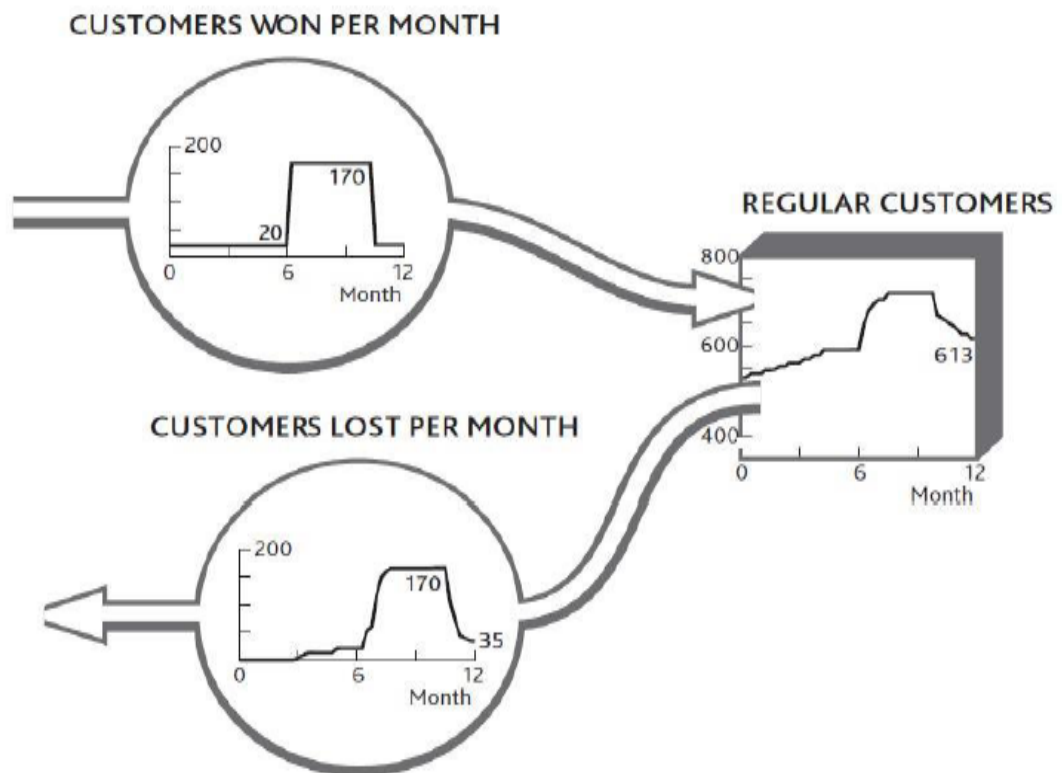 CUSTOMERS WON PER MONTH
200
170
20
0 6 12
Month
REGULAR CUSTOMERS
800
600
613
400
0 6 12
Month
CUSTOMERS LOST PER MONTH
200
170
35
0 6 12
Month